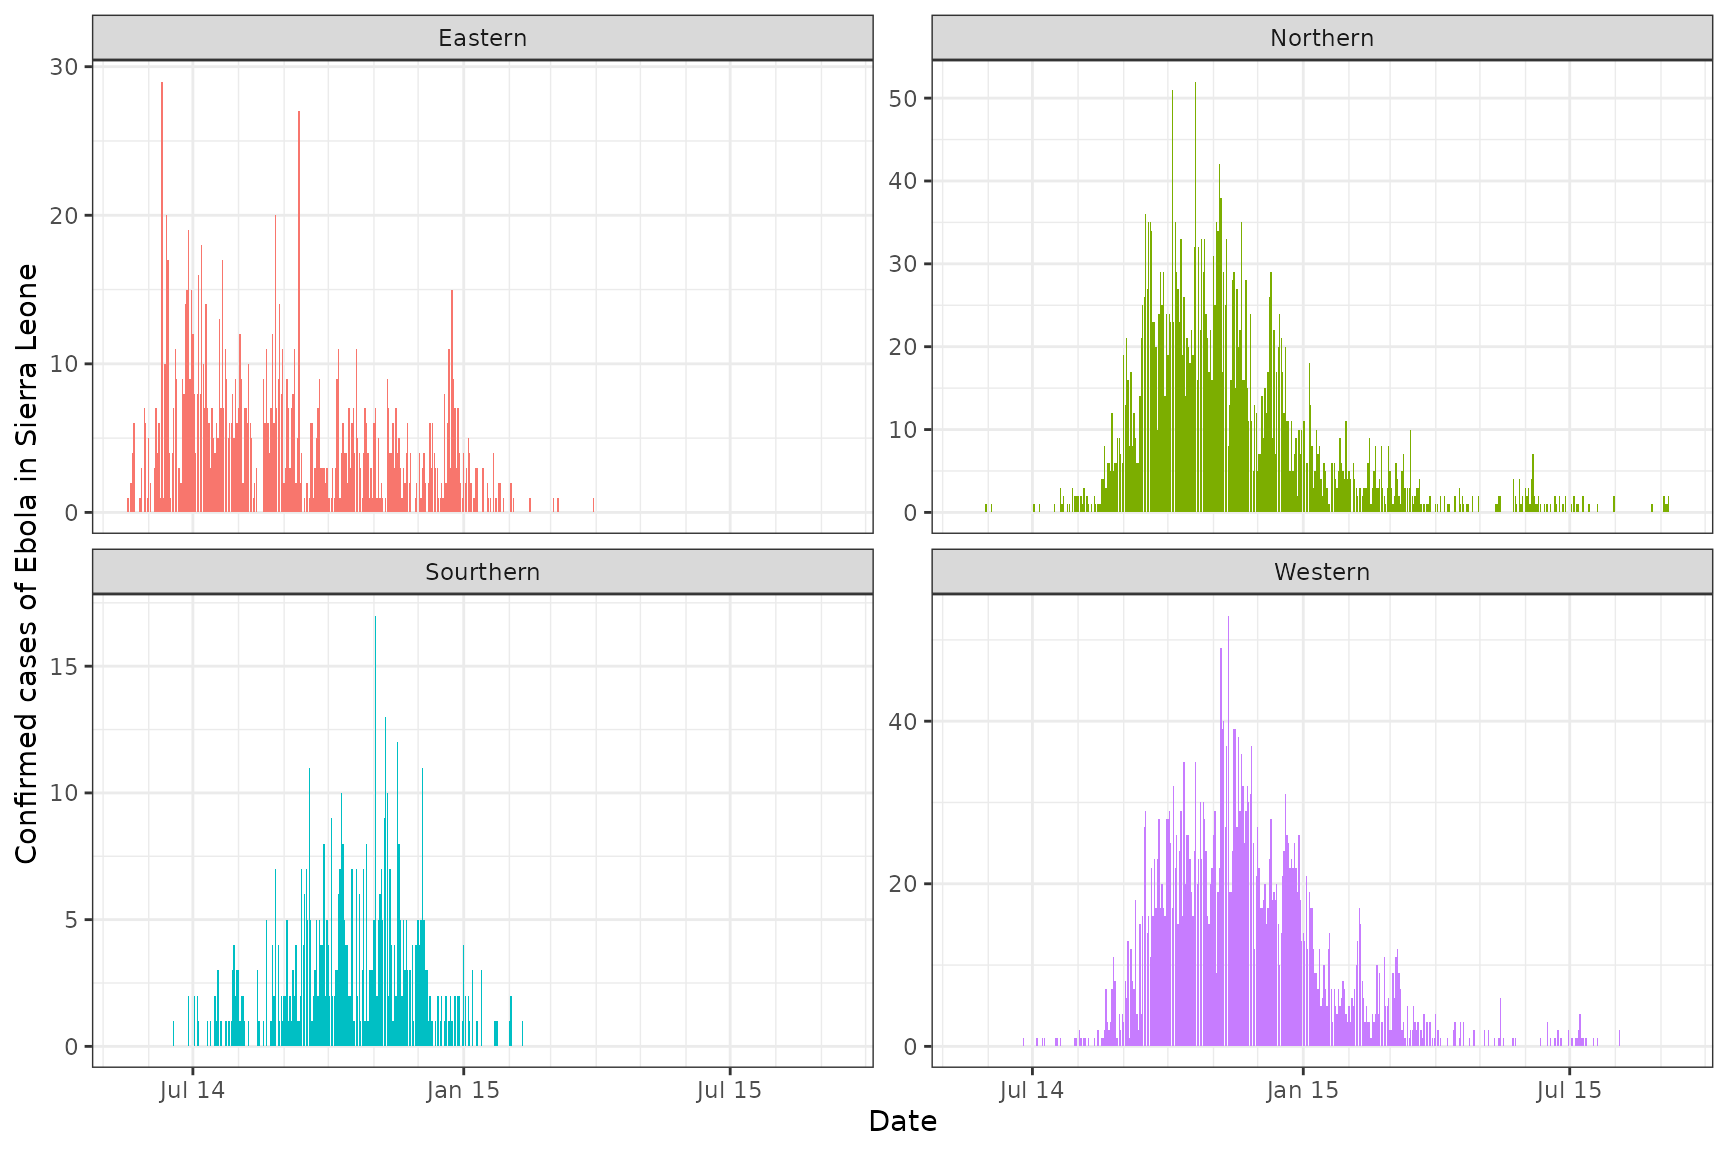 Eastern
Northern
30
20
10
0
50
40
30
20
10
0
Confirmed cases of Ebola in Sierra Leone
Sourthern
Western
15
10
5
0
40
20
0
Jul 14
Jan 15
Jul 15
Jul 14
Jan 15
Jul 15
Date